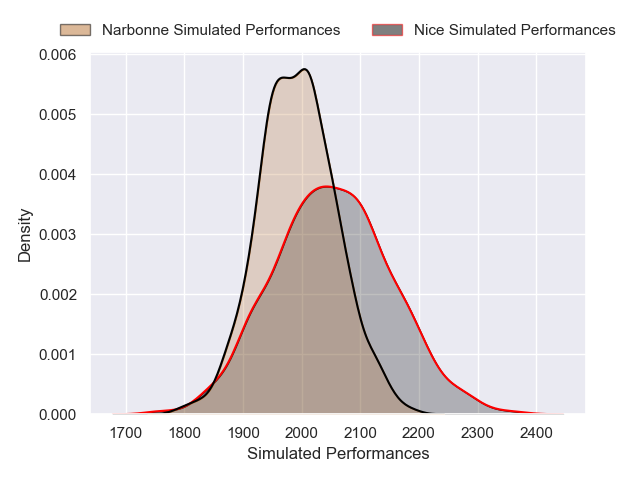 Narbonne Simulated Performances Nice Simulated Performances
0.006
0.005
0.004
0.003
0.002
0.001
0.000
Density
1700 1800 1900 2000 2100 2200 2300 2400
Simulated Performances